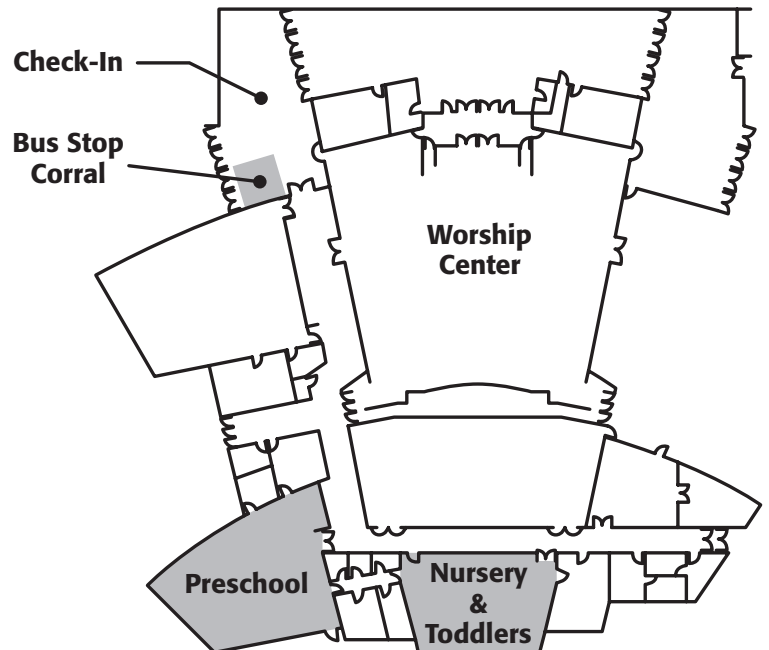 Check-In
Bus Stop
Corral
Worship
Center
Preschool
Nursery
&
Toddlers